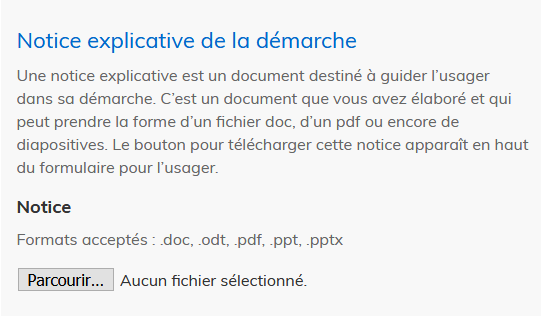 Notice explicative de la démarche
Une notice explicative est un document destiné à guider l’usager
dans sa démarche. C’est un document que vous avez élaboré et qui
peut prendre la forme d’un fichier doc, d’un pdf ou encore de
diapositives. Le bouton pour télécharger cette notice apparaît en haut
du formulaire pour l’usager.
Notice
Formats acceptés : .doc, .odt, .pdf, .ppt, .pptx
Parcourir... Aucun fichier sélectionné.